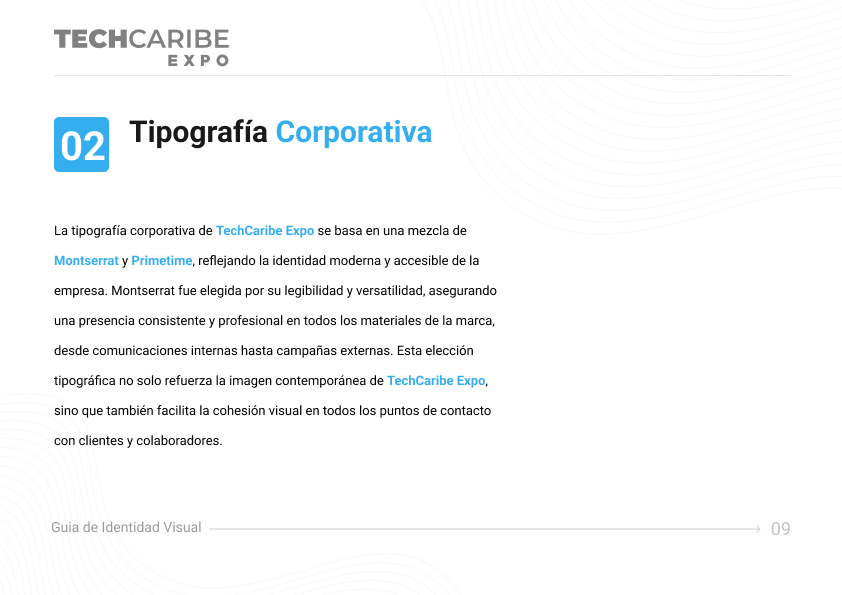 TECHCARIBE
EXPO
02
Tipografía Corporativa
La tipografía corporativa de TechCaribe Expo se basa en una mezcla de
Montserrat y Primetime, reflejando la identidad moderna y accesible de la
empresa. Montserrat fue elegida por su legibilidad y versatilidad, asegurando
una presencia consistente y profesional en todos los materiales de la marca,
desde comunicaciones internas hasta campañas externas. Esta elección
tipográfica no solo refuerza la imagen contemporánea de TechCaribe Expo,
sino que también facilita la cohesión visual en todos los puntos de contacto
con clientes y colaboradores.
Guia de Identidad Visual
09